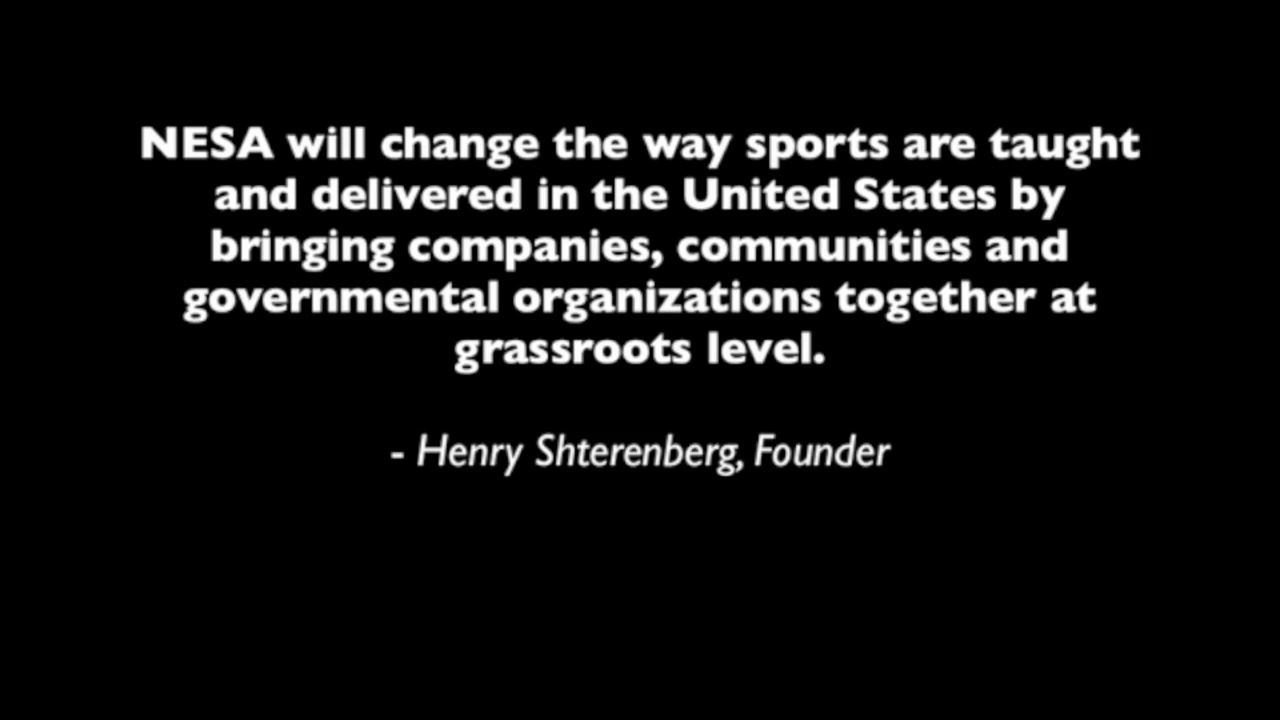 NESA will change the way sports are taught
and delivered in the United States by
bringing companies, communities and
governmental organizations together at
grassroots level.
- Henry Shterenberg, Founder